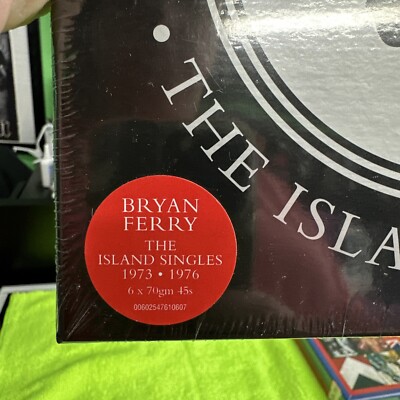 • THE ISLA
BRYAN
FERRY
THE
ISLAND SINGLES
1973 • 1976
6 x 70gm 45s
00602547610607